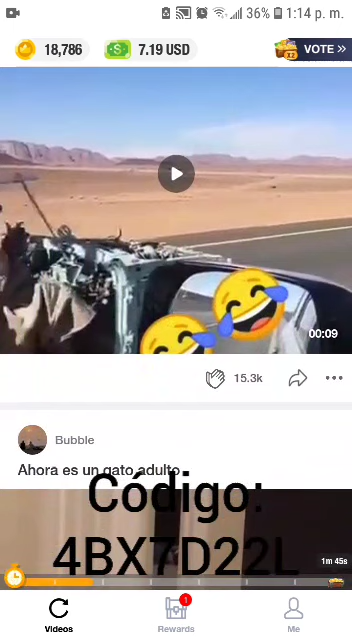 36% 1:14 p. m.
18,786 7.19 USD VOTE »
00:09
15.3k
Bubble
Ahora es un gato adulto
Código:
4BX7D22L
1m 45s
1
Videos Rewards Me